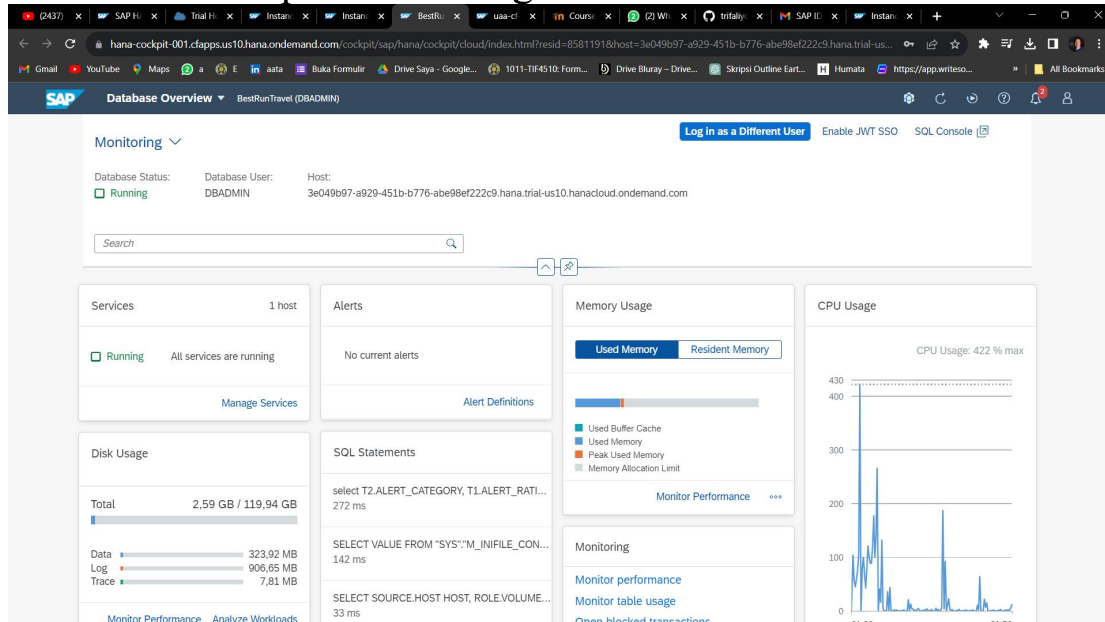 (2437)
SAP H
Trial H
Instanc
Instanc
BestRu
uaa-cf
Course
(2) Wh
trifaliy
SAP ID
Instanc
hana-cockpit-001.cfapps.us10.hana.ondemand.com/cockpit/sap/hana/cockpit/cloud/index.html?resid=8581191&host=3e049b97-a929-451b-b776-abe98ef222c9.hana.trial-us...
Gmail
YouTube
Maps
a
E
aata
Buka Formulir
Drive Saya - Google...
1011-TIF4510: Form...
Drive Bluray – Drive...
Skripsi Outline Eart...
Humata
https://app.writeso...
»
All Bookmarks
SAP
Database Overview
BestRunTravel (DBADMIN)
2
Monitoring
Log in as a Different User
Enable JWT SSO
SQL Console
Database Status:
Database User:
Host:
Running
DBADMIN
3e049b97-a929-451b-b776-abe98ef222c9.hana.trial-us10.hanacloud.ondemand.com
Search
Services
1 host
Running
All services are running
Manage Services
Alerts
No current alerts
Alert Definitions
Memory Usage
Used Memory
Resident Memory
Used Buffer Cache
Used Memory
Peak Used Memory
Memory Allocation Limit
Monitor Performance
CPU Usage
CPU Usage: 422 % max
430
400
300
200
100
0
Disk Usage
Total
2,59 GB / 119,94 GB
Data
323,92 MB
Log
906,65 MB
Trace
7,81 MB
Monitor Performance
Analyze Workloads
SQL Statements
select T2.ALERT_CATEGORY, T1.ALERT_RATI...
272 ms
SELECT VALUE FROM "SYS"."M_INIFILE_CON...
142 ms
SELECT SOURCE.HOST HOST, ROLE.VOLUME...
33 ms
Monitoring
Monitor performance
Monitor table usage
Open blocked transactions